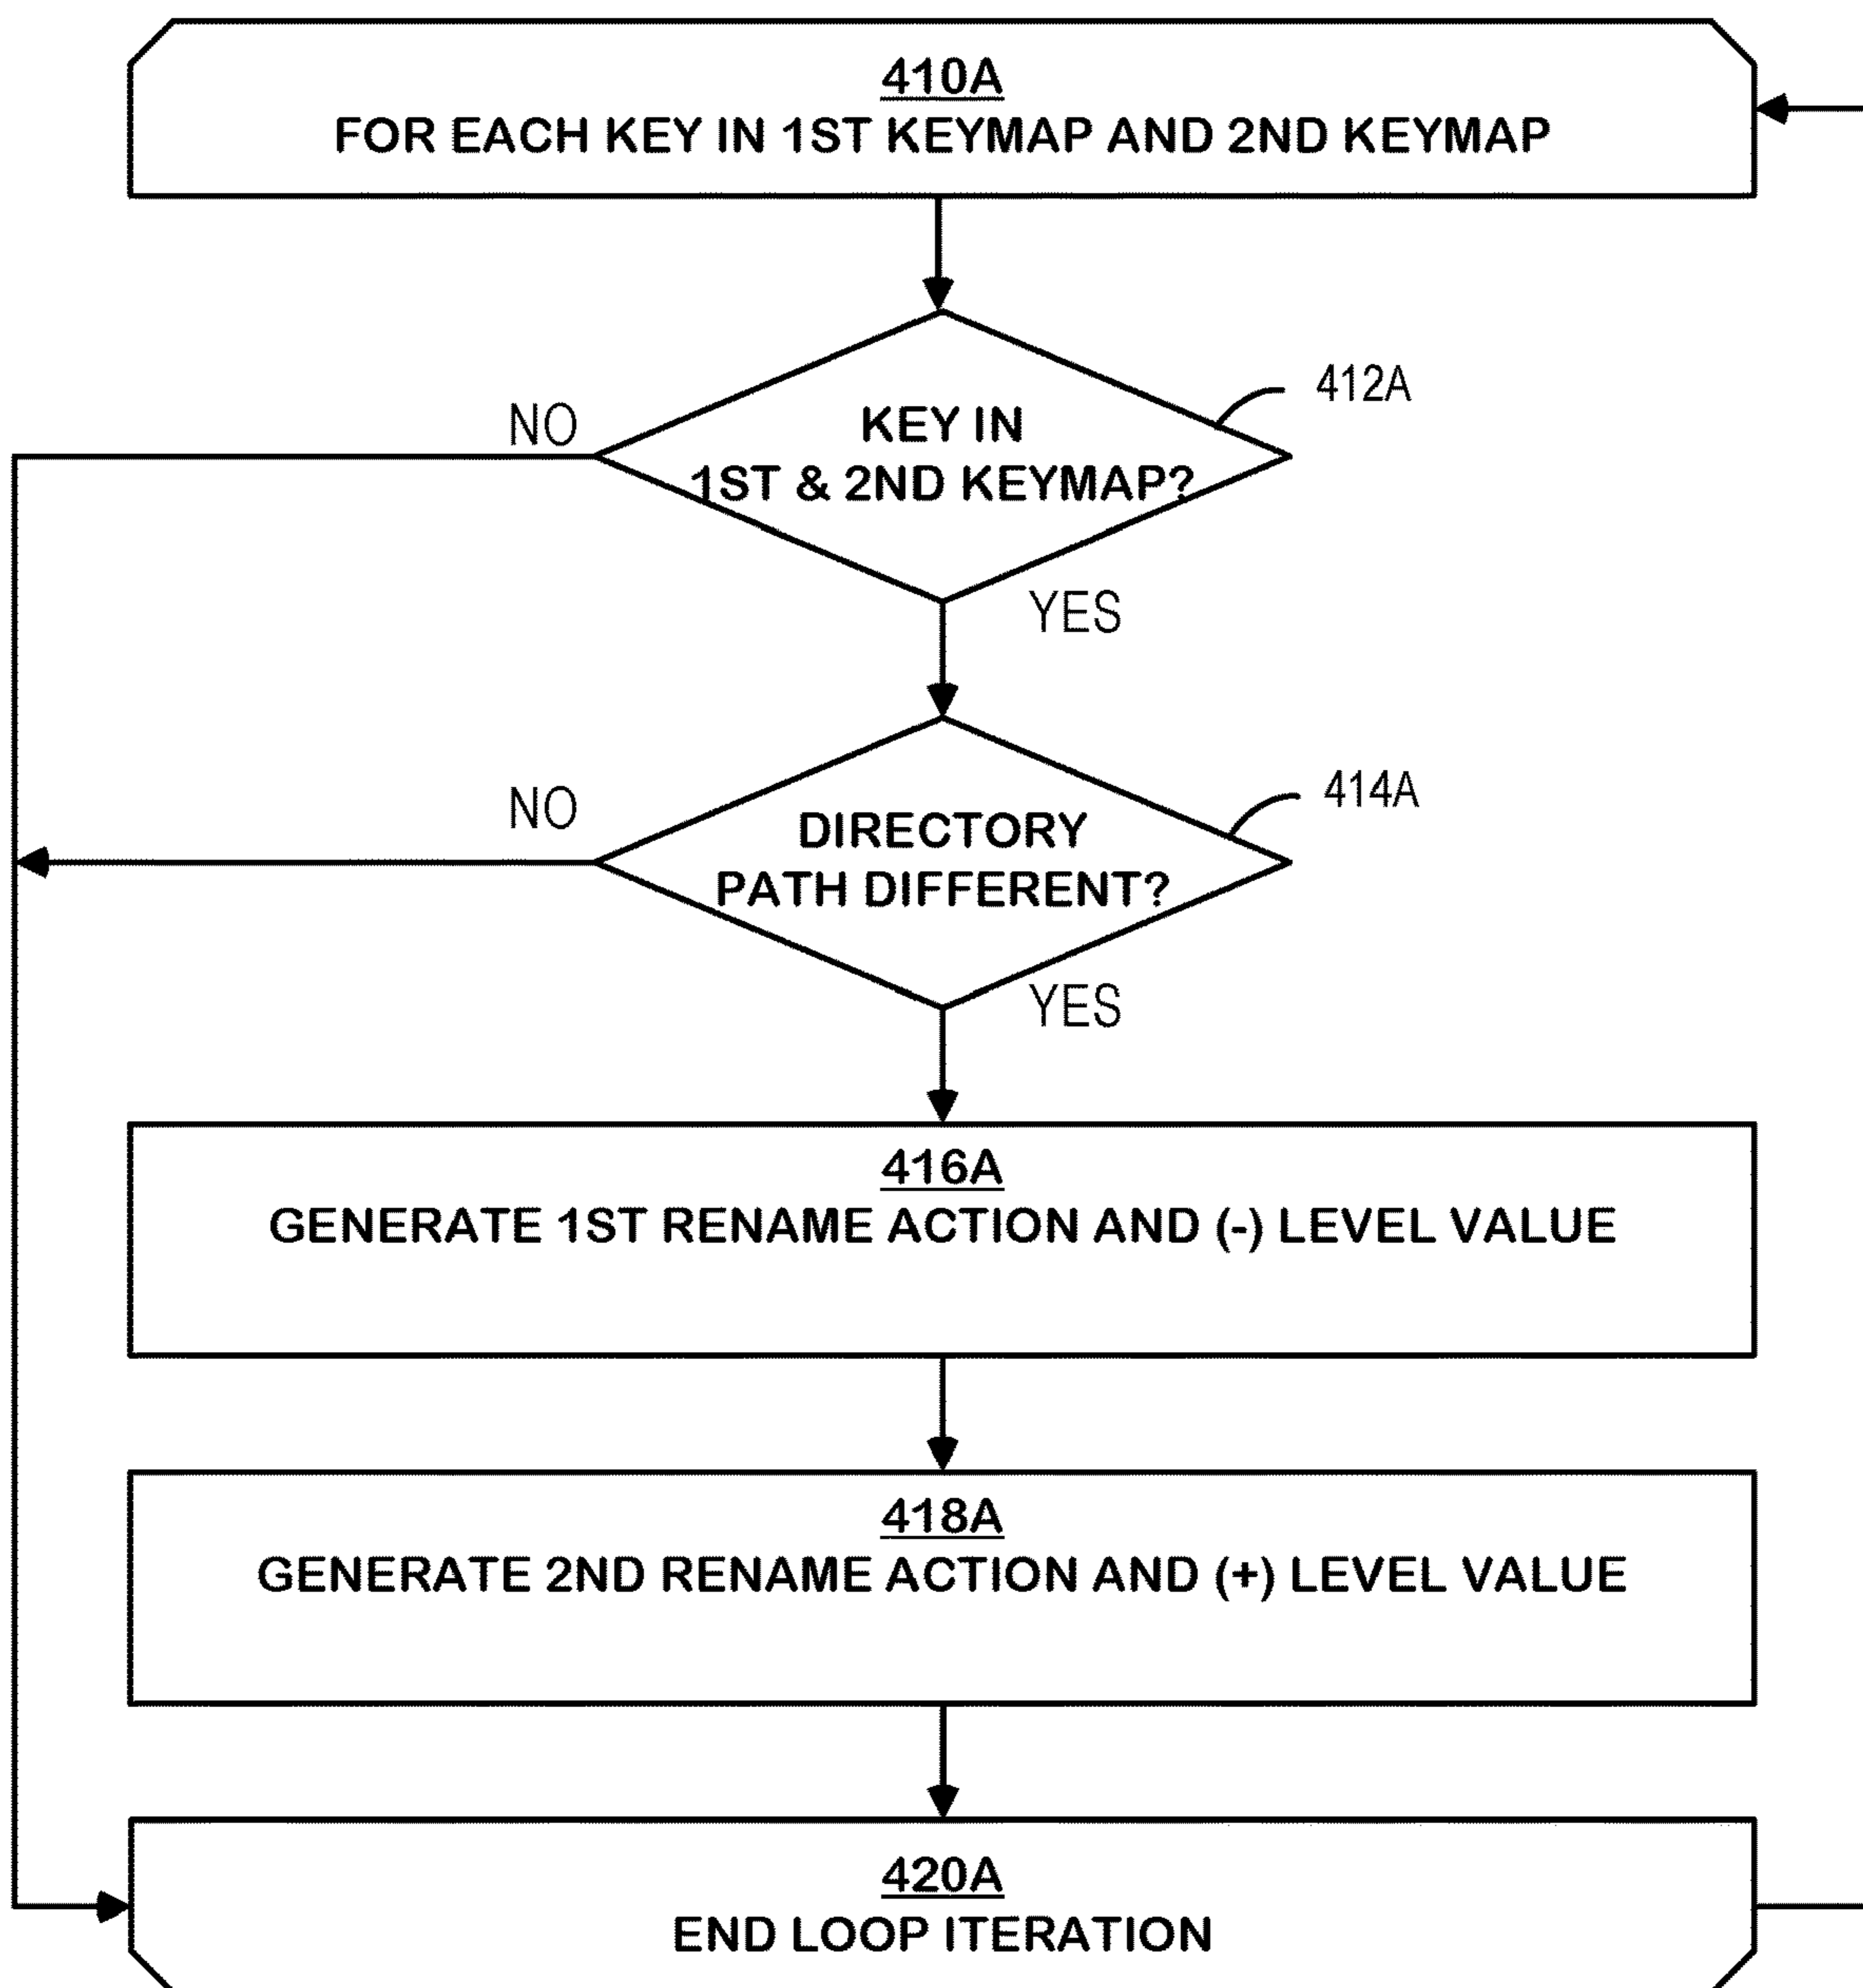 410A
FOR EACH KEY IN 1ST KEYMAP AND 2ND KEYMAP
412A
NO
KEY IN
1ST & 2ND KEYMAP?
YES
414A
NO
DIRECTORY
PATH DIFFERENT?
YES
416A
GENERATE 1ST RENAME ACTION AND (-) LEVEL VALUE
418A
GENERATE 2ND RENAME ACTION AND (+) LEVEL VALUE
420A
END LOOP ITERATION